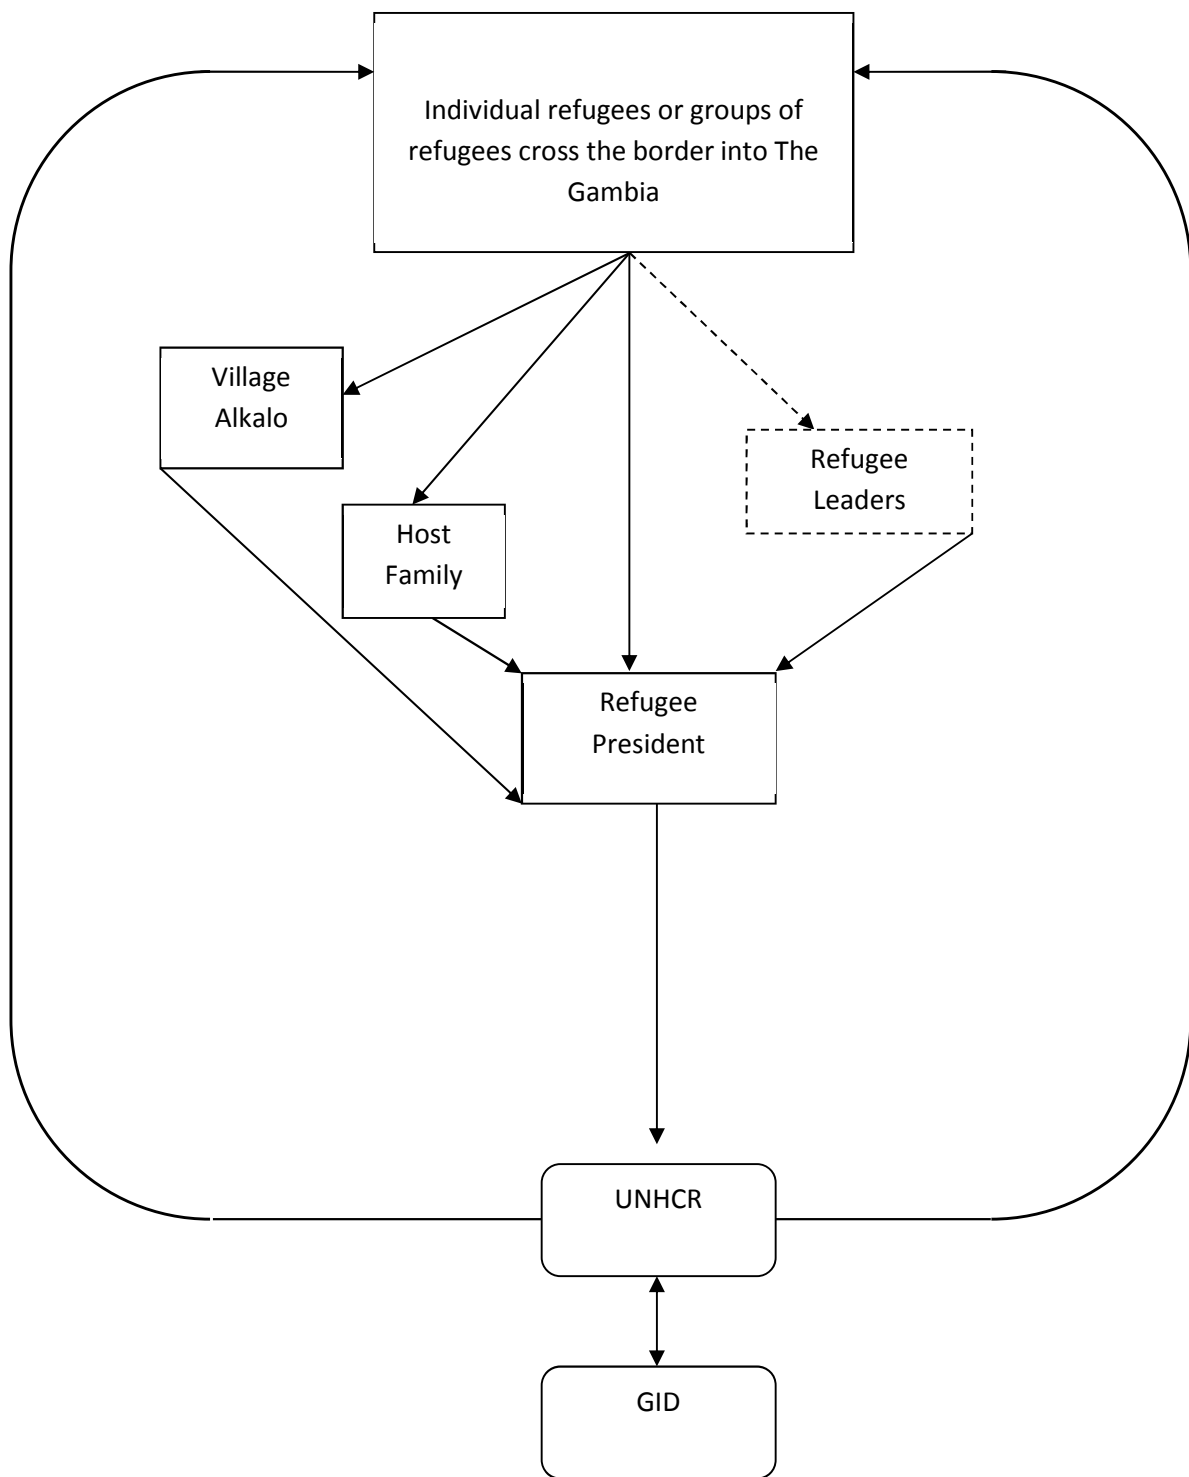 Individual refugees or groups of
refugees cross the border into The
Gambia
Village
Alkalo
Refugee
Leaders
Host
Family
Refugee
President
UNHCR
GID